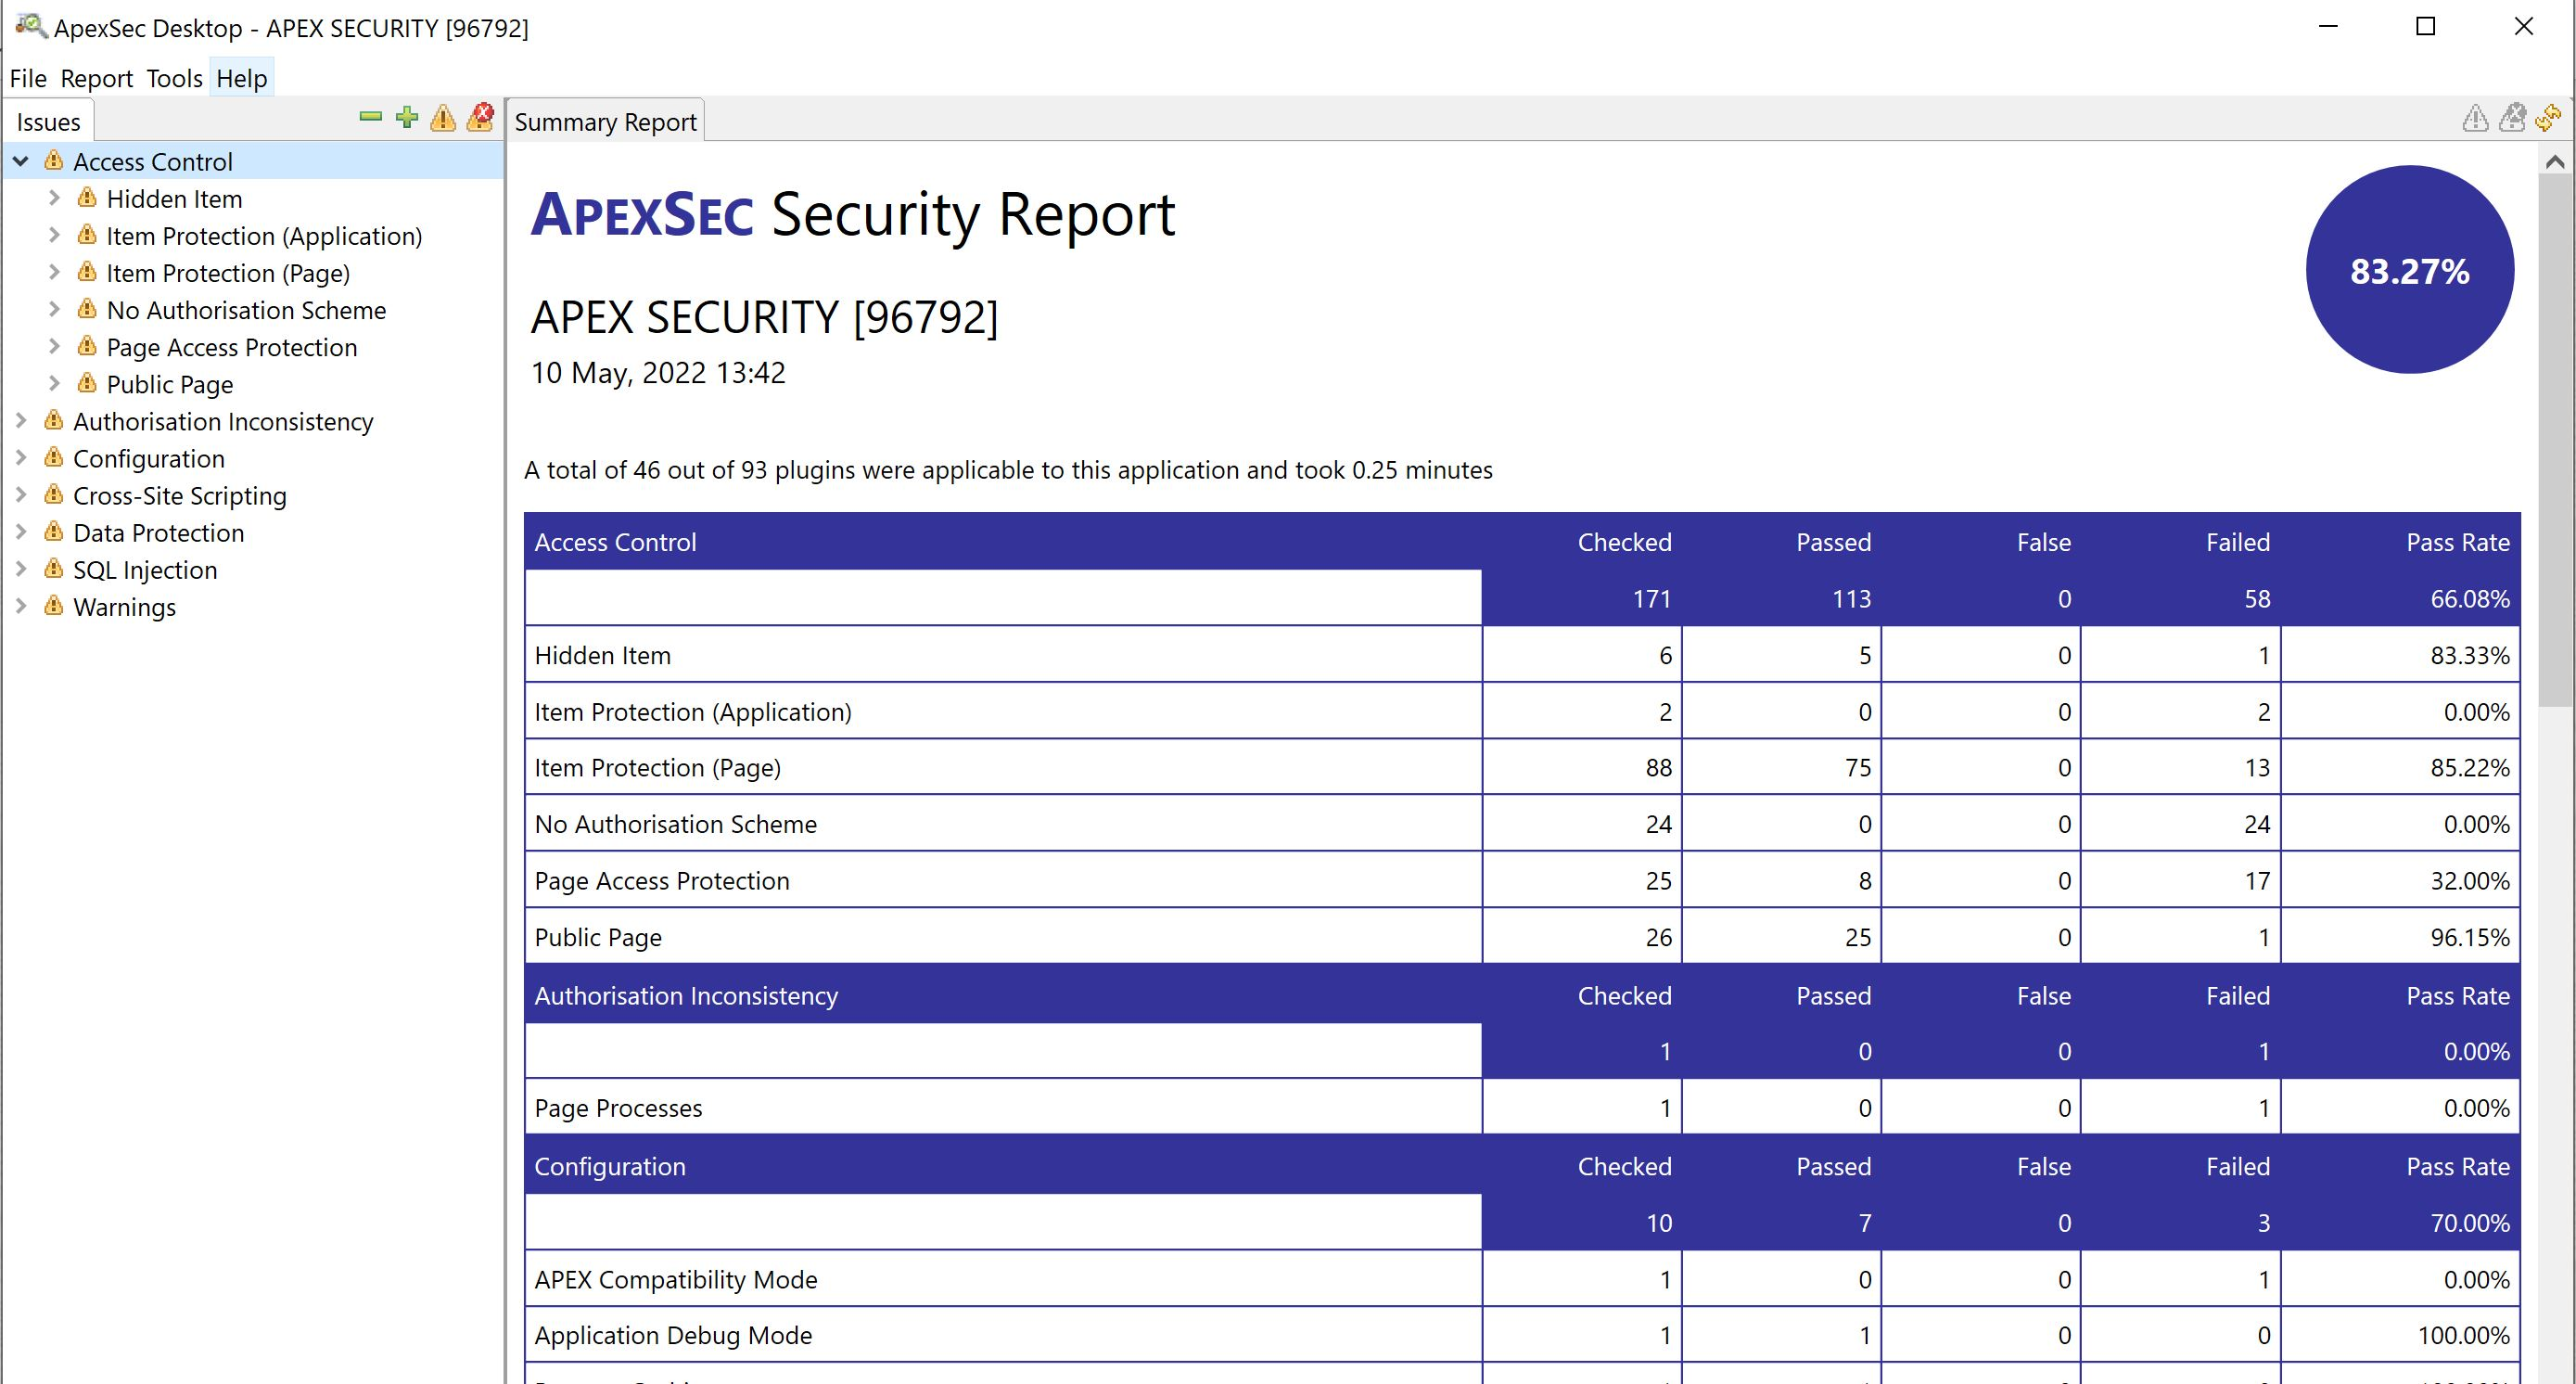 ApexSec Desktop - APEX SECURITY [96792]
File Report Tools Help
Issues
Access Control
Hidden Item
Item Protection (Application)
Item Protection (Page)
No Authorisation Scheme
Page Access Protection
Public Page
Authorisation Inconsistency
Configuration
Cross-Site Scripting
Data Protection
SQL Injection
Warnings
Summary Report
APEXSEC Security Report
83.27%
APEX SECURITY [96792]
10 May, 2022 13:42
A total of 46 out of 93 plugins were applicable to this application and took 0.25 minutes
Access Control Checked Passed False Failed Pass Rate
171 113 0 58 66.08%
Hidden Item 6 5 0 1 83.33%
Item Protection (Application) 2 0 0 2 0.00%
Item Protection (Page) 88 75 0 13 85.22%
No Authorisation Scheme 24 0 0 24 0.00%
Page Access Protection 25 8 0 17 32.00%
Public Page 26 25 0 1 96.15%
Authorisation Inconsistency Checked Passed False Failed Pass Rate
1 0 0 1 0.00%
Page Processes 1 0 0 1 0.00%
Configuration Checked Passed False Failed Pass Rate
10 7 0 3 70.00%
APEX Compatibility Mode 1 0 0 1 0.00%
Application Debug Mode 1 1 0 0 100.00%